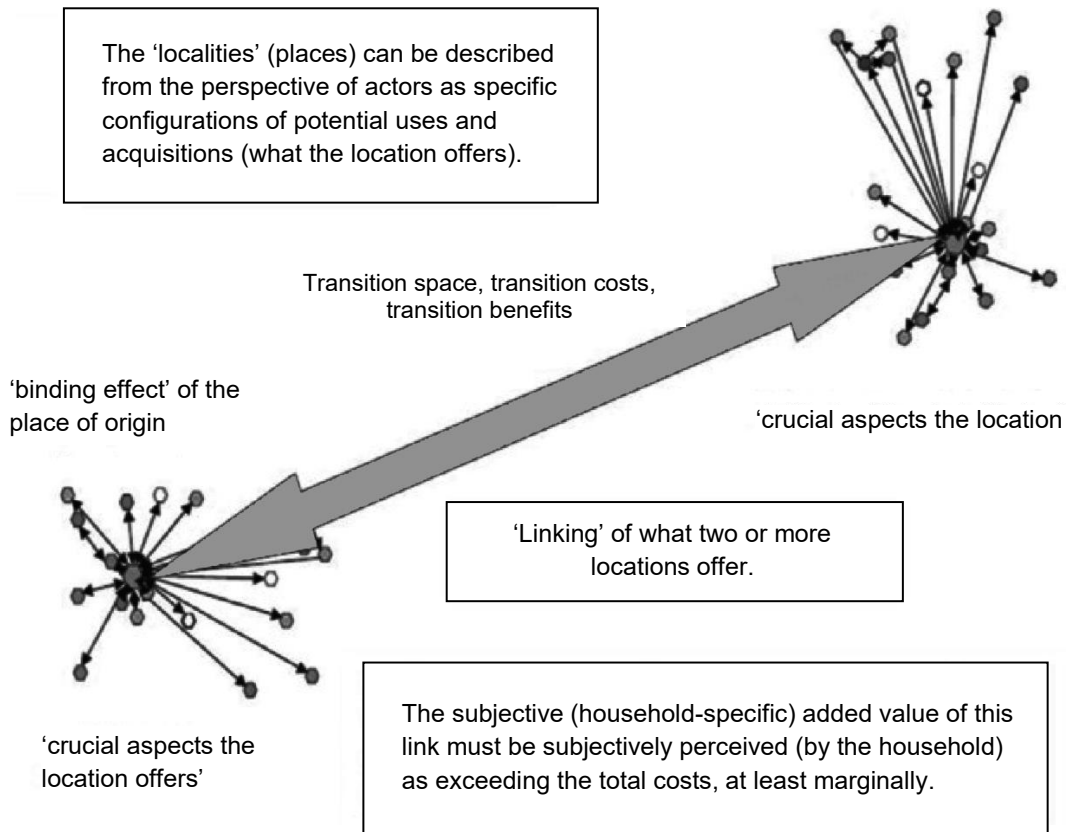 The ‘localities’ (places) can be described
from the perspective of actors as specific
configurations of potential uses and
acquisitions (what the location offers).
Transition space, transition costs,
transition benefits
‘binding effect’ of the
place of origin
‘crucial aspects the location
‘Linking’ of what two or more
locations offer.
The subjective (household-specific) added value of this
link must be subjectively perceived (by the household)
as exceeding the total costs, at least marginally.
‘crucial aspects the
location offers’